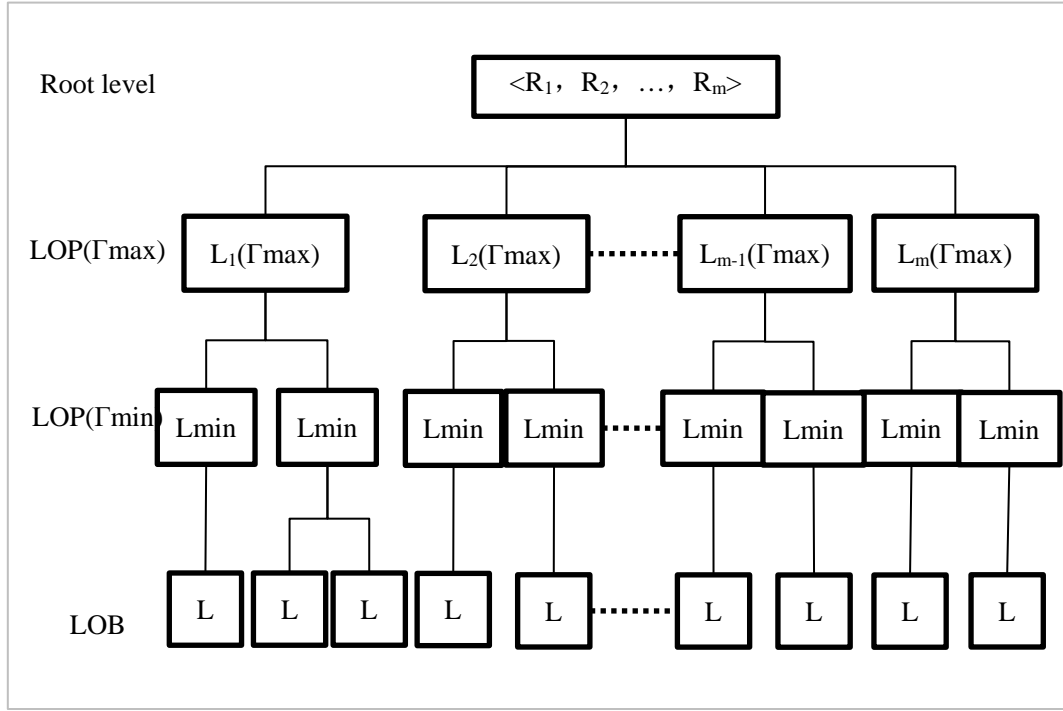 Root level
<R₁，R₂，…，Rₘ>
LOP(Γmax)
L₁(Γmax) L₂(Γmax) Lₘ₋₁(Γmax) Lₘ(Γmax)
LOP(Γmin)
Lmin Lmin Lmin Lmin Lmin Lmin Lmin Lmin
LOB
L L L L L L L L L